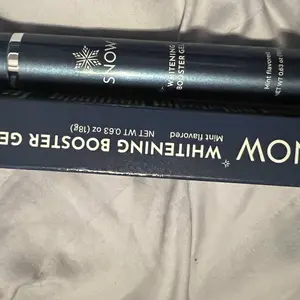 SNOW
WHITENING
BOOSTER GEL
Mint flavored
NET WT 0.63 oz
NOW
WHITENING BOOSTER GE
Mint flavored, NET WT 0.63 oz (18g)